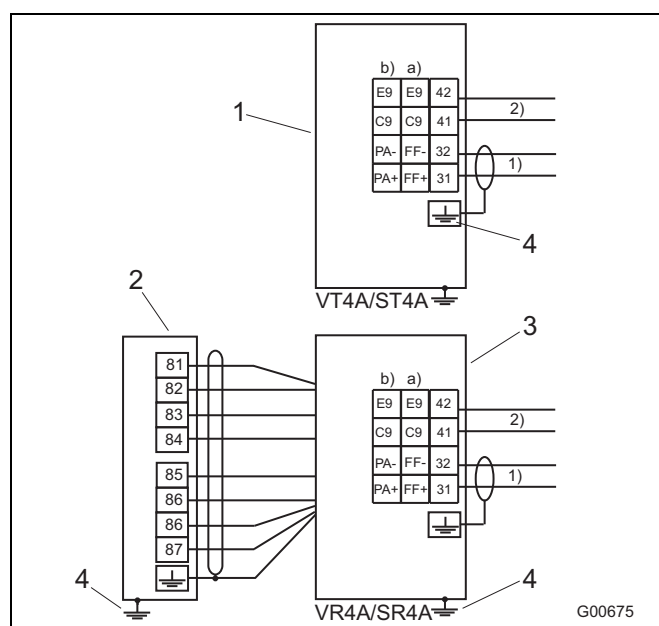 b) a)
E9 E9 42
1
C9 C9 41
2)
PA- FF- 32
PA+ FF+ 31
1)
4
VT4A/ST4A
2
3
81
82
83
84
85
86
86
87
b) a)
E9 E9 42
C9 C9 41
2)
PA- FF- 32
PA+ FF+ 31
1)
4
4
VR4A/SR4A
G00675